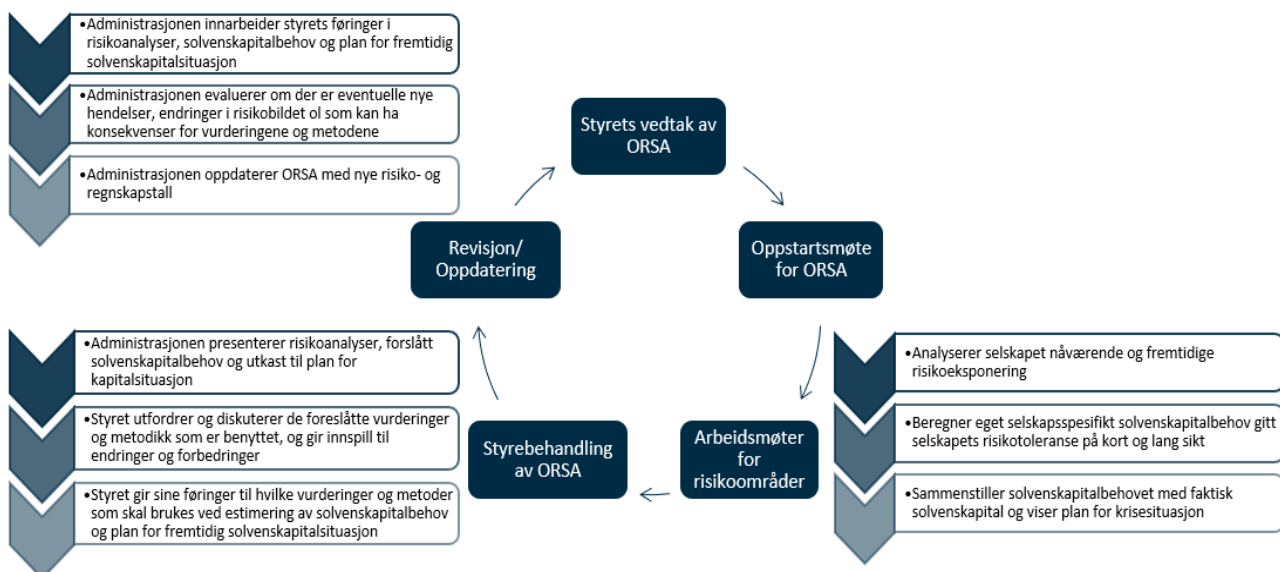 •Administrasjonen innarbeider styrets føringer i
risikoanalyser, solvenskapitalbehov og plan for fremtidig
solvenskapitalsituasjon
•Administrasjonen evaluerer om der er eventuelle nye
hendelser, endringer i risikobildet ol som kan ha
konsekvenser for vurderingene og metodene
•Administrasjonen oppdaterer ORSA med nye risiko- og
regnskapstall
Styrets vedtak av
ORSA
Revisjon/
Oppdatering
Oppstartsmøte
for ORSA
•Administrasjonen presenterer risikoanalyser, forslått
solvenskapitalbehov og utkast til plan for
kapitalsituasjon
•Styret utfordrer og diskuterer de foreslåtte vurderinger
og metodikk som er benyttet, og gir innspill til
endringer og forbedringer
•Styret gir sine føringer til hvilke vurderinger og metoder
som skal brukes ved estimering av solvenskapitalbehov
og plan for fremtidig solvenskapitalsituasjon
Styrebehandling
av ORSA
Arbeidsmøter
for
risikoområder
•Analyserer selskapet nåværende og fremtidige
risikoeksponering
•Beregner eget selskapsspesifikt solvenskapitalbehov gitt
selskapets risikotoleranse på kort og lang sikt
•Sammenstiller solvenskapitalbehovet med faktisk
solvenskapital og viser plan for krisesituasjon